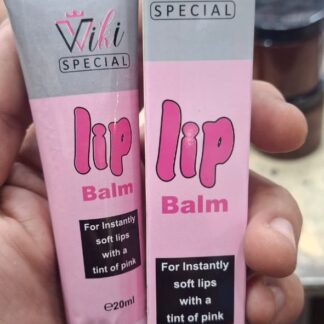 Wiki
SPECIAL
lip
Balm
For Instantly
soft lips
with a
tint of pink
℮20ml
SPECIAL
lip
Balm
For Instantly
soft lips
with a
tint of pink